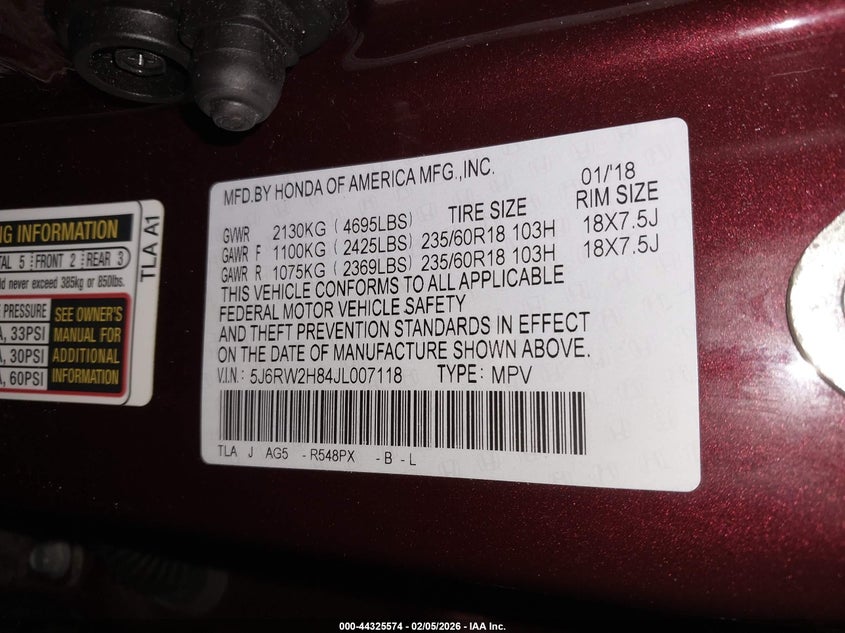 MFD.BY HONDA OF AMERICA MFG.,INC. 01/'18
TIRE SIZE RIM SIZE
GVWR 2130KG ( 4695LBS)
GAWR F 1100KG ( 2425LBS) 235/60R18 103H 18X7.5J
GAWR R 1075KG ( 2369LBS) 235/60R18 103H 18X7.5J
THIS VEHICLE CONFORMS TO ALL APPLICABLE
FEDERAL MOTOR VEHICLE SAFETY
AND THEFT PREVENTION STANDARDS IN EFFECT
ON THE DATE OF MANUFACTURE SHOWN ABOVE.
V.I.N.: 5J6RW2H84JL007118 TYPE: MPV
TLA J AG5 -R548PX -B -L
NG INFORMATION
TAL 5 FRONT 2 REAR 3
ld never exceed 385kg or 850lbs.
PRESSURE
A, 33PSI
A, 30PSI
A, 60PSI
SEE OWNER'S
MANUAL FOR
ADDITIONAL
INFORMATION
TLA A1
000-44325574 - 02/05/2026 - IAA Inc.